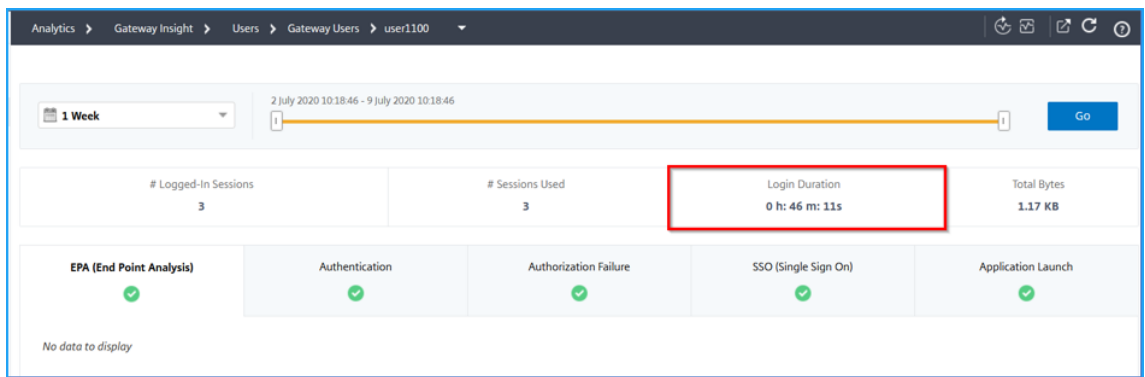 Analytics > Gateway Insight > Users > Gateway Users > user1100
2 July 2020 10:18:46 - 9 July 2020 10:18:46
1 Week
Go
# Logged-In Sessions # Sessions Used Login Duration Total Bytes
3 3 0 h: 46 m: 11s 1.17 KB
EPA (End Point Analysis) Authentication Authorization Failure SSO (Single Sign On) Application Launch
No data to display